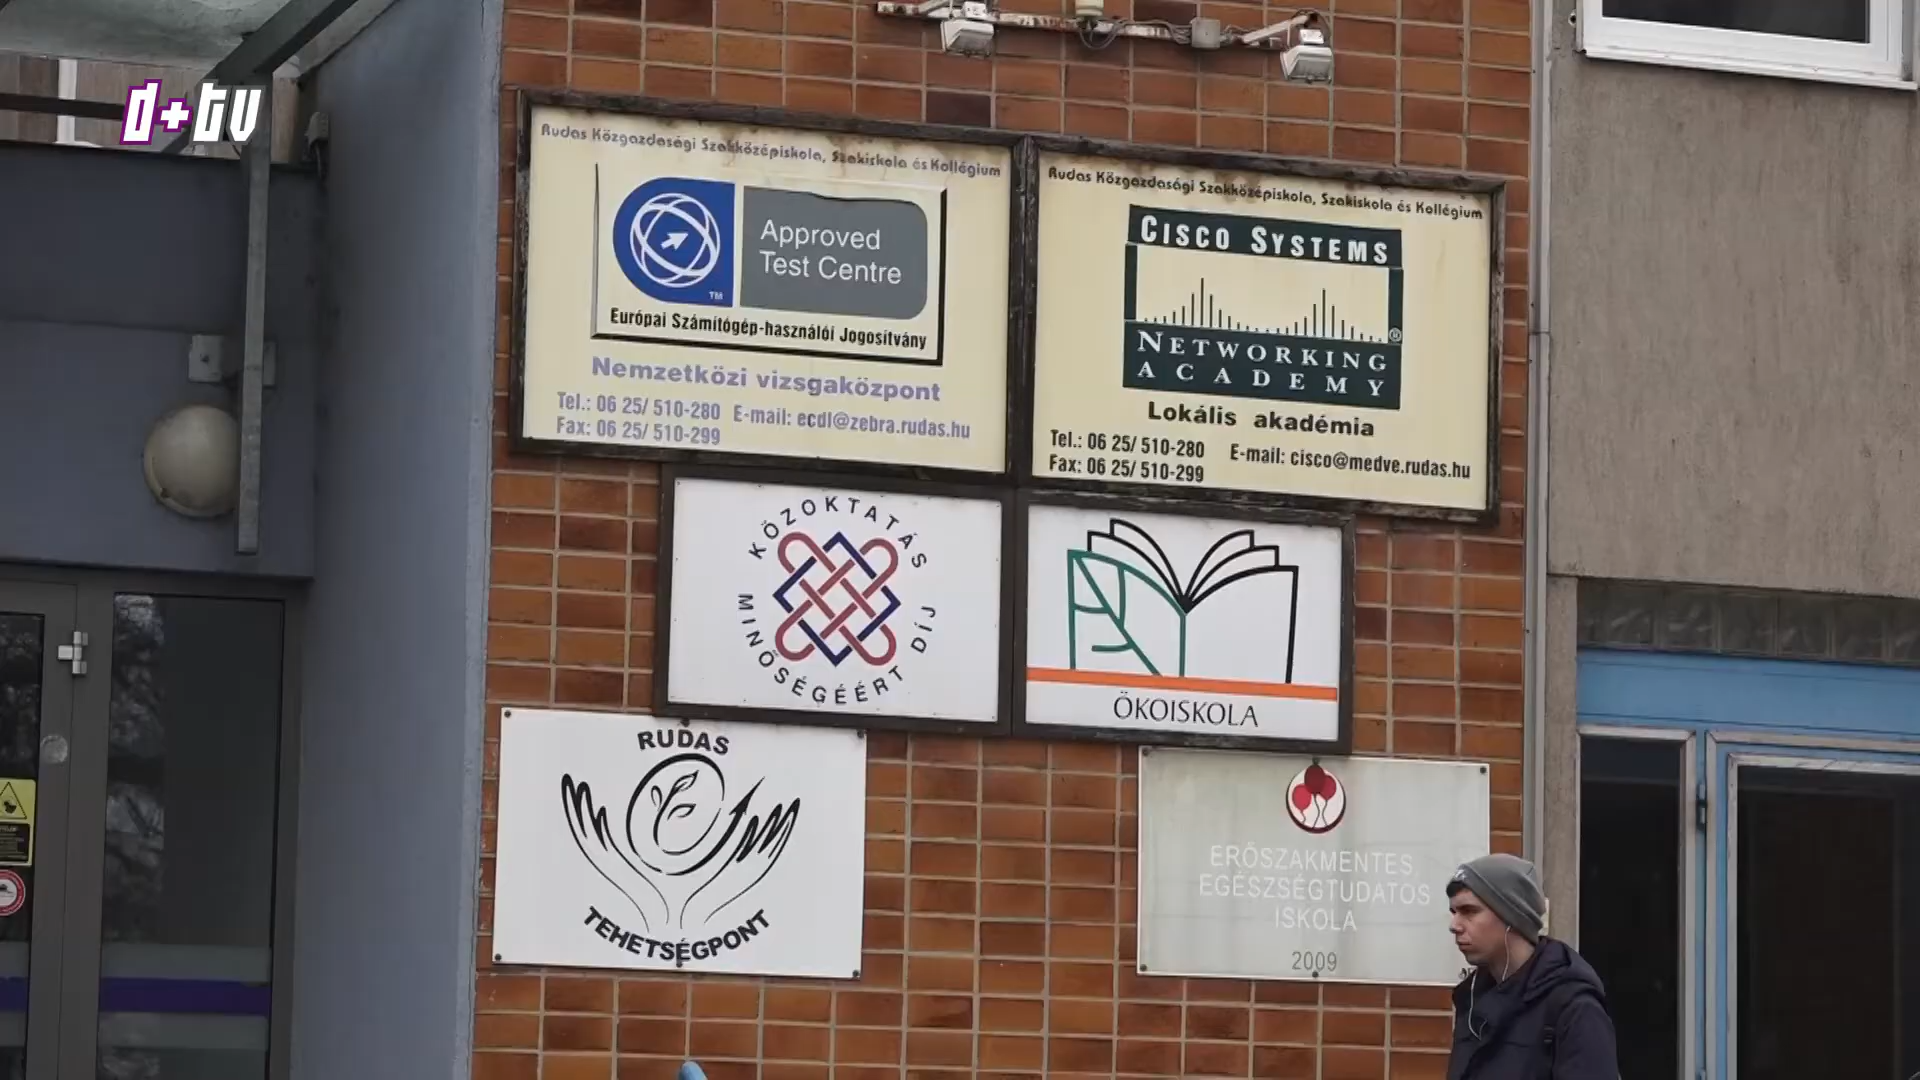 D+TV
Rudas Közgazdasági Szakközépiskola, Szakiskola és Kollégium
Approved
Test Centre
TM
Európai Számítógép-használói Jogosítvány
Nemzetközi vizsgaközpont
Tel.: 06 25/ 510-280 E-mail: ecdl@zebra.rudas.hu
Fax: 06 25/ 510-299
Rudas Közgazdasági Szakközépiskola, Szakiskola és Kollégium
CISCO SYSTEMS
®
NETWORKING
ACADEMY
Lokális akadémia
Tel.: 06 25/ 510-280 E-mail: cisco@medve.rudas.hu
Fax: 06 25/ 510-299
KÖZOKTATÁS
MINŐSÉGÉÉRT DÍJ
ÖKOISKOLA
RUDAS
TEHETSÉGPONT
ERŐSZAKMENTES
EGÉSZSÉGTUDATOS
ISKOLA
2009